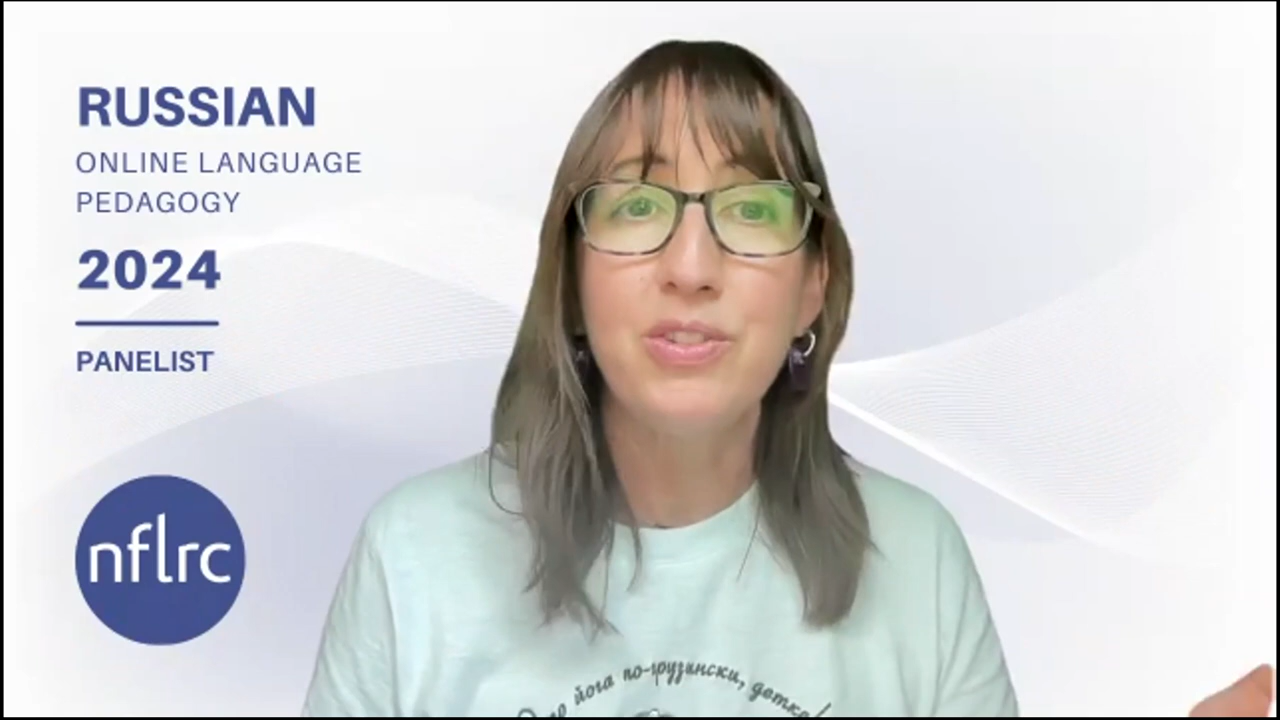 RUSSIAN
ONLINE LANGUAGE
PEDAGOGY
2024
PANELIST
nflrc
йога по-грузински, детка!